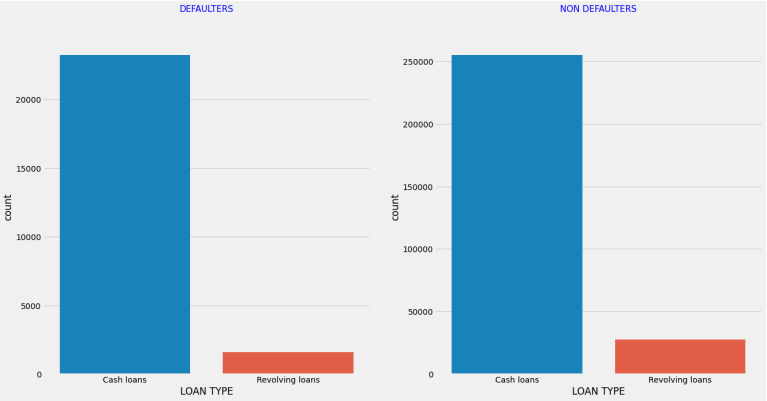 DEFAULTERS
20000
15000
10000
5000
0
count
Cash loans
Revolving loans
LOAN TYPE
NON DEFAULTERS
250000
200000
150000
100000
50000
0
count
Cash loans
Revolving loans
LOAN TYPE